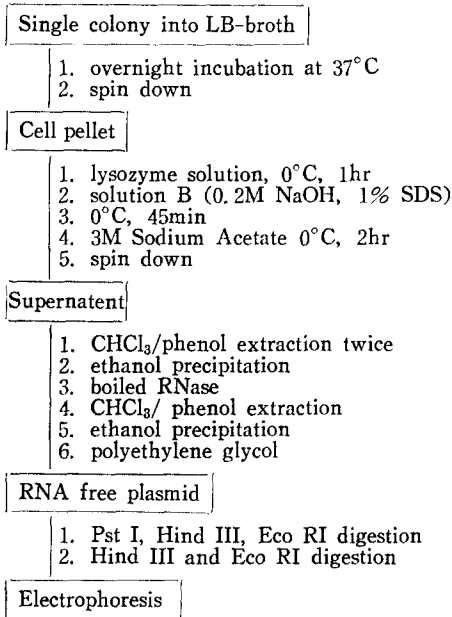 Single colony into LB-broth
1. overnight incubation at 37°C
2. spin down
Cell pellet
1. lysozyme solution, 0°C, 1hr
2. solution B (0.2M NaOH, 1% SDS)
3. 0°C, 45min
4. 3M Sodium Acetate 0°C, 2hr
5. spin down
Supernatent
1. CHCl₃/phenol extraction twice
2. ethanol precipitation
3. boiled RNase
4. CHCl₃/ phenol extraction
5. ethanol precipitation
6. polyethylene glycol
RNA free plasmid
1. Pst I, Hind III, Eco RI digestion
2. Hind III and Eco RI digestion
Electrophoresis